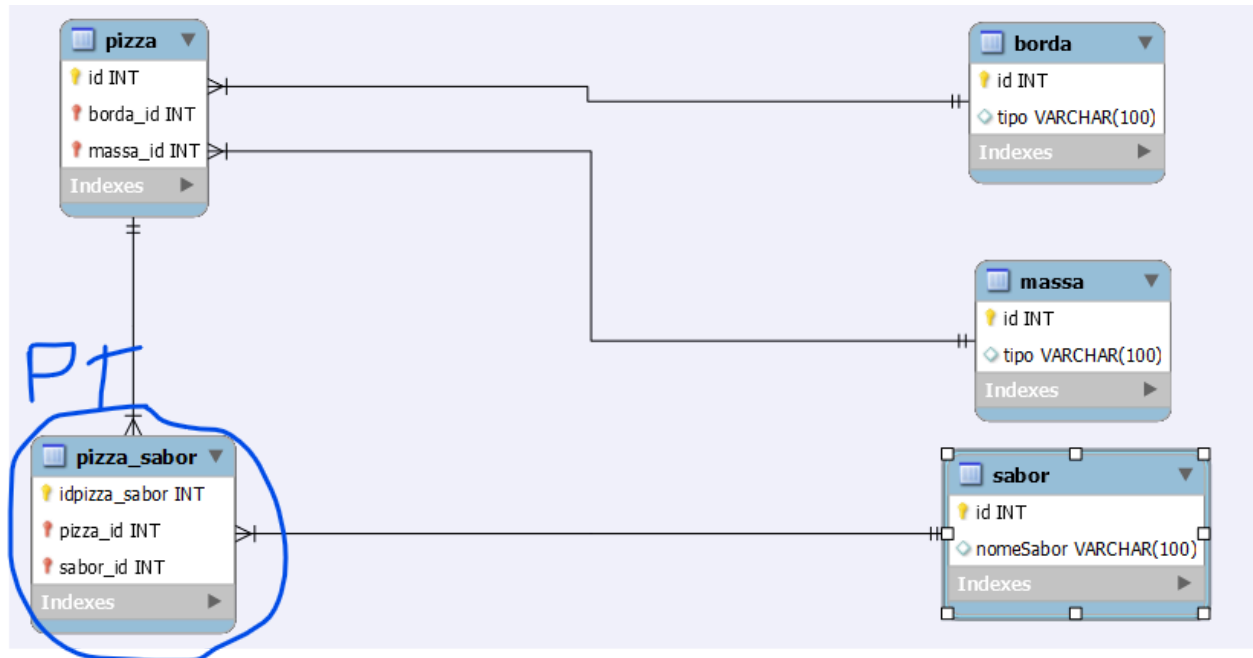 pizza
id INT
borda_id INT
massa_id INT
Indexes
borda
id INT
tipo VARCHAR(100)
Indexes
massa
id INT
tipo VARCHAR(100)
Indexes
PI
pizza_sabor
idpizza_sabor INT
pizza_id INT
sabor_id INT
Indexes
sabor
id INT
nomeSabor VARCHAR(100)
Indexes